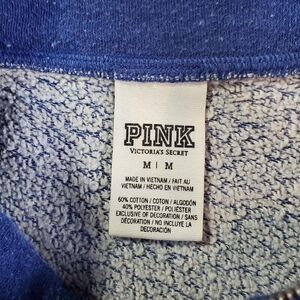 PINK
VICTORIA'S SECRET
M | M
MADE IN VIETNAM / FAIT AU
VIETNAM / HECHO EN VIETNAM
60% COTTON / COTON / ALGODÓN
40% POLYESTER / POLIÉSTER
EXCLUSIVE OF DECORATION / SANS
DÉCORATION / NO INCLUYE LA
DECORACIÓN